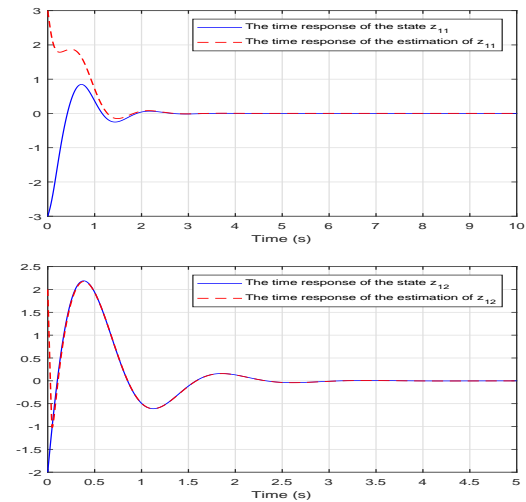 3
2
1
0
-1
-2
-3
The time response of the state z11
The time response of the estimation of z11
0 1 2 3 4 5 6 7 8 9 10
Time (s)
2.5
2
1.5
1
0.5
0
-0.5
-1
-1.5
-2
The time response of the state z12
The time response of the estimation of z12
0 0.5 1 1.5 2 2.5 3 3.5 4 4.5 5
Time (s)